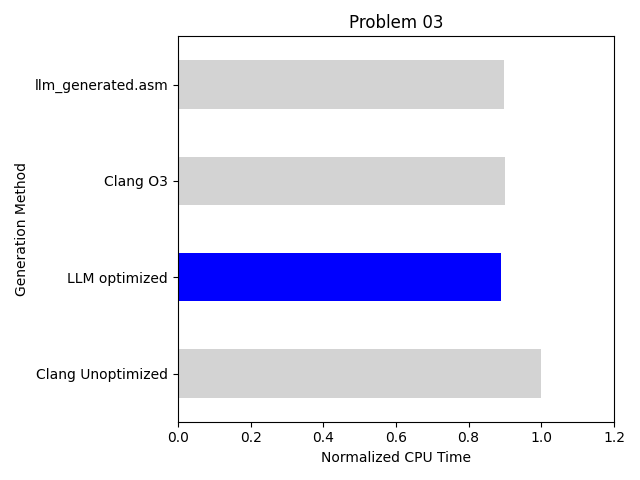 Problem 03
Generation Method
llm_generated.asm
Clang O3
LLM optimized
Clang Unoptimized
0.0 0.2 0.4 0.6 0.8 1.0 1.2
Normalized CPU Time